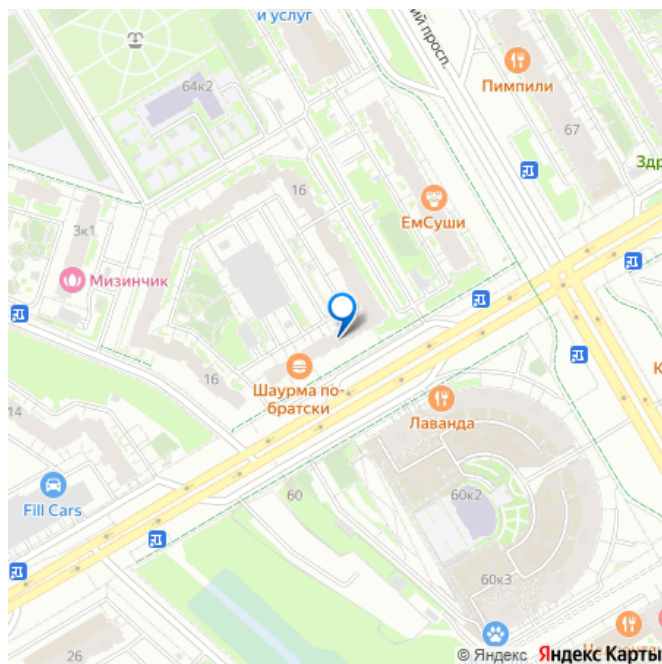 и услуг
ий просп.
Пимпили
64к2
67
Здр
16
ЕмСуши
3к1
Мизинчик
16
Шаурма по-
братски
Лаванда
14
60
60к2
Fill Cars
60к3
26
© Яндекс Яндекс Карты